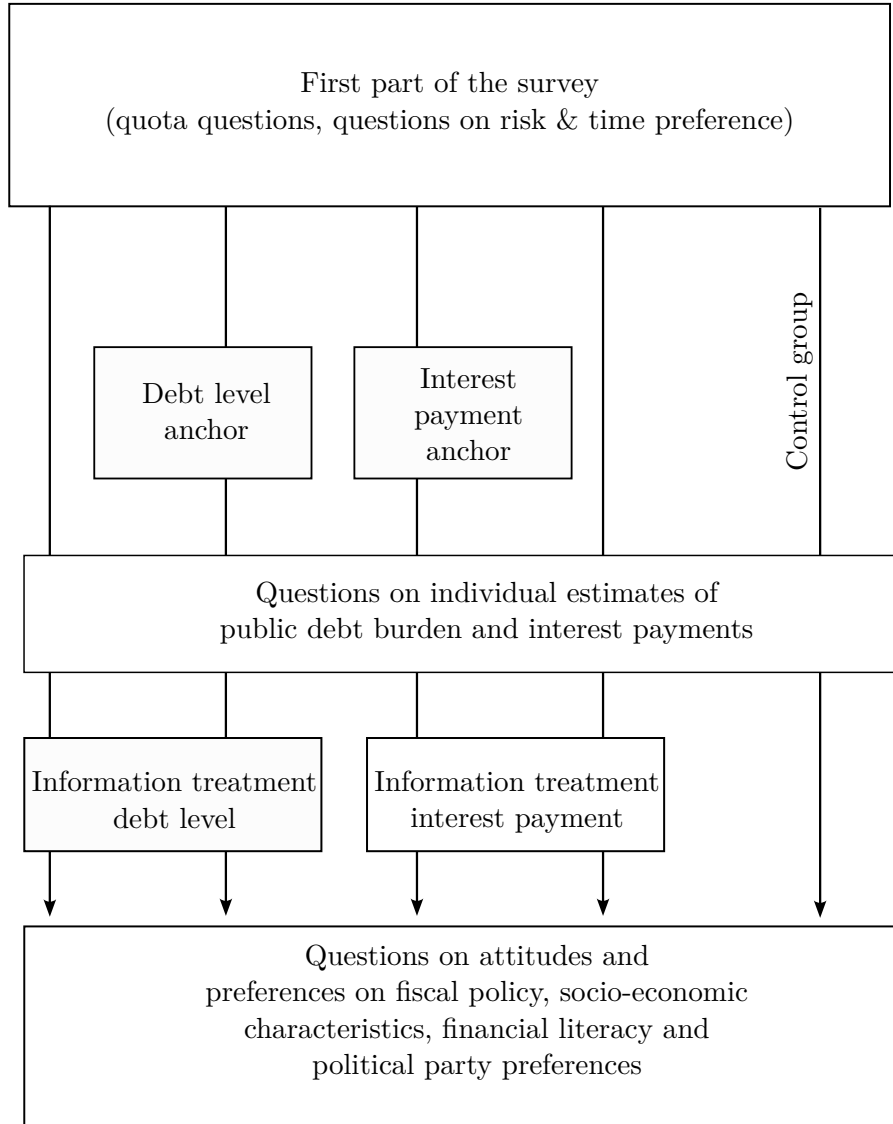 First part of the survey
(quota questions, questions on risk & time preference)
Control group
Debt level
anchor
Interest
payment
anchor
Questions on individual estimates of
public debt burden and interest payments
Information treatment
debt level
Information treatment
interest payment
Questions on attitudes and
preferences on fiscal policy, socio-economic
characteristics, financial literacy and
political party preferences